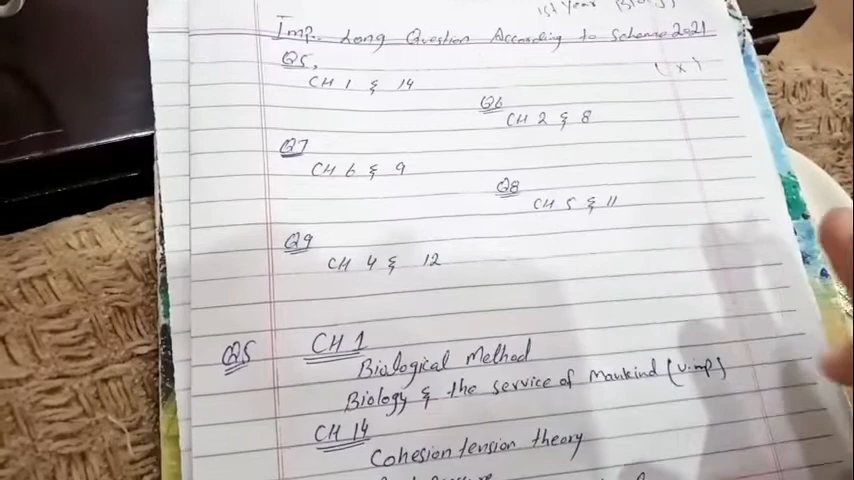 1st Year Biology
Imp. Long Question According to Scheme 2021
Q5,
CH 1 & 14
Q6
CH 2 & 8
Q7
CH 6 & 9
Q8
CH 5 & 11
Q9
CH 4 & 12
Q5 CH 1
Biological Method
Biology & the service of Mankind (V.imp)
CH 14
Cohesion tension theory